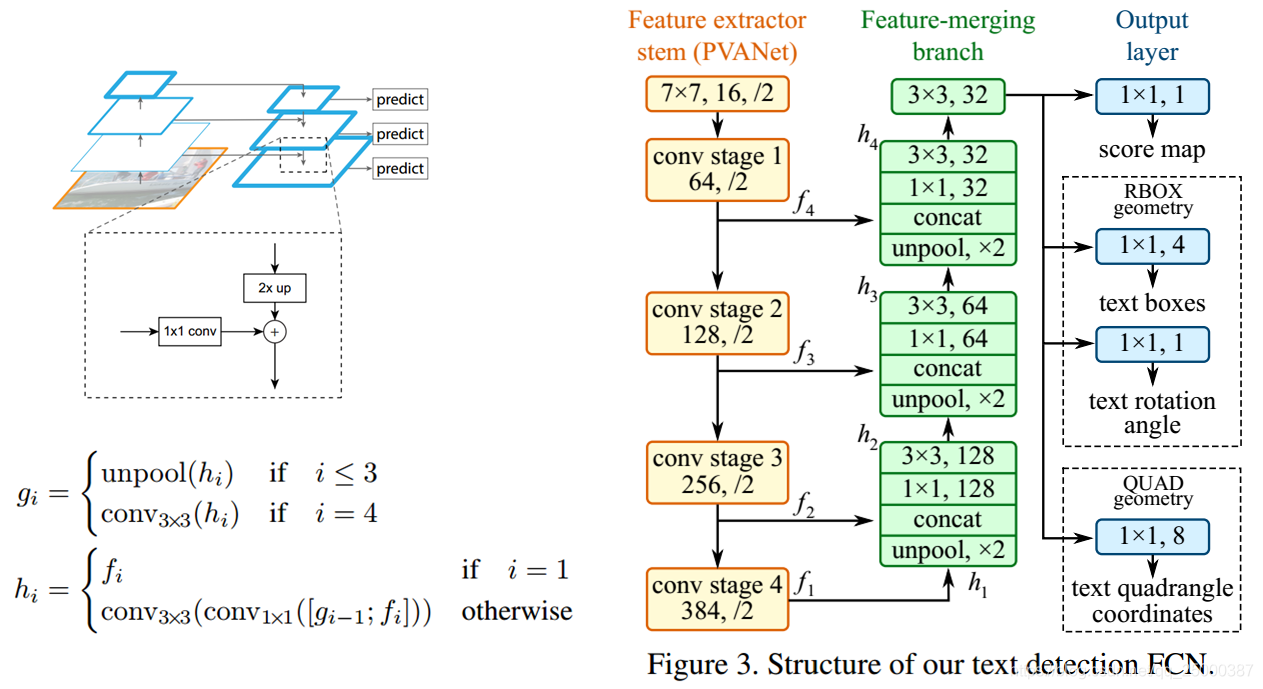 predict
predict
predict
2x up
1x1 conv
+
g_i = { unpool(h_i) if i ≤ 3
conv_{3×3}(h_i) if i = 4
h_i = { f_i if i = 1
conv_{3×3}(conv_{1×1}([g_{i−1}; f_i])) otherwise
Feature extractor
stem (PVANet)
7×7, 16, /2
conv stage 1
64, /2
f_4
conv stage 2
128, /2
f_3
conv stage 3
256, /2
f_2
conv stage 4
384, /2
f_1
Feature-merging
branch
3×3, 32
h_4
3×3, 32
1×1, 32
concat
unpool, ×2
h_3
3×3, 64
1×1, 64
concat
unpool, ×2
h_2
3×3, 128
1×1, 128
concat
unpool, ×2
h_1
Output
layer
1×1, 1
score map
RBOX
geometry
1×1, 4
text boxes
1×1, 1
text rotation
angle
QUAD
geometry
1×1, 8
text quadrangle
coordinates
Figure 3. Structure of our text detection FCN.